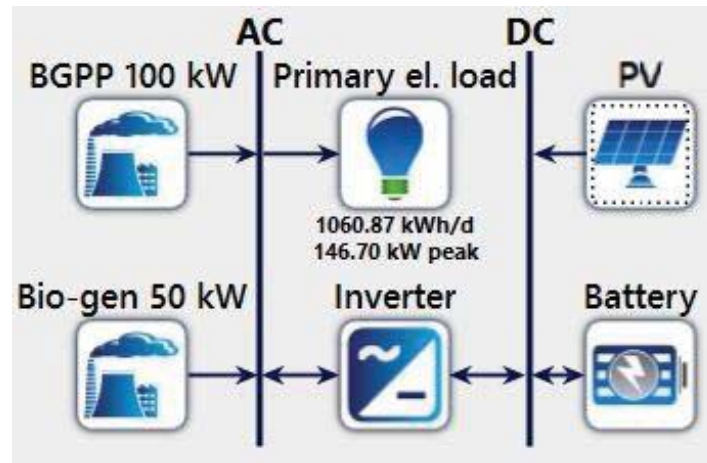 AC
DC
BGPP 100 kW
Primary el. load
PV
1060.87 kWh/d
146.70 kW peak
Bio-gen 50 kW
Inverter
Battery